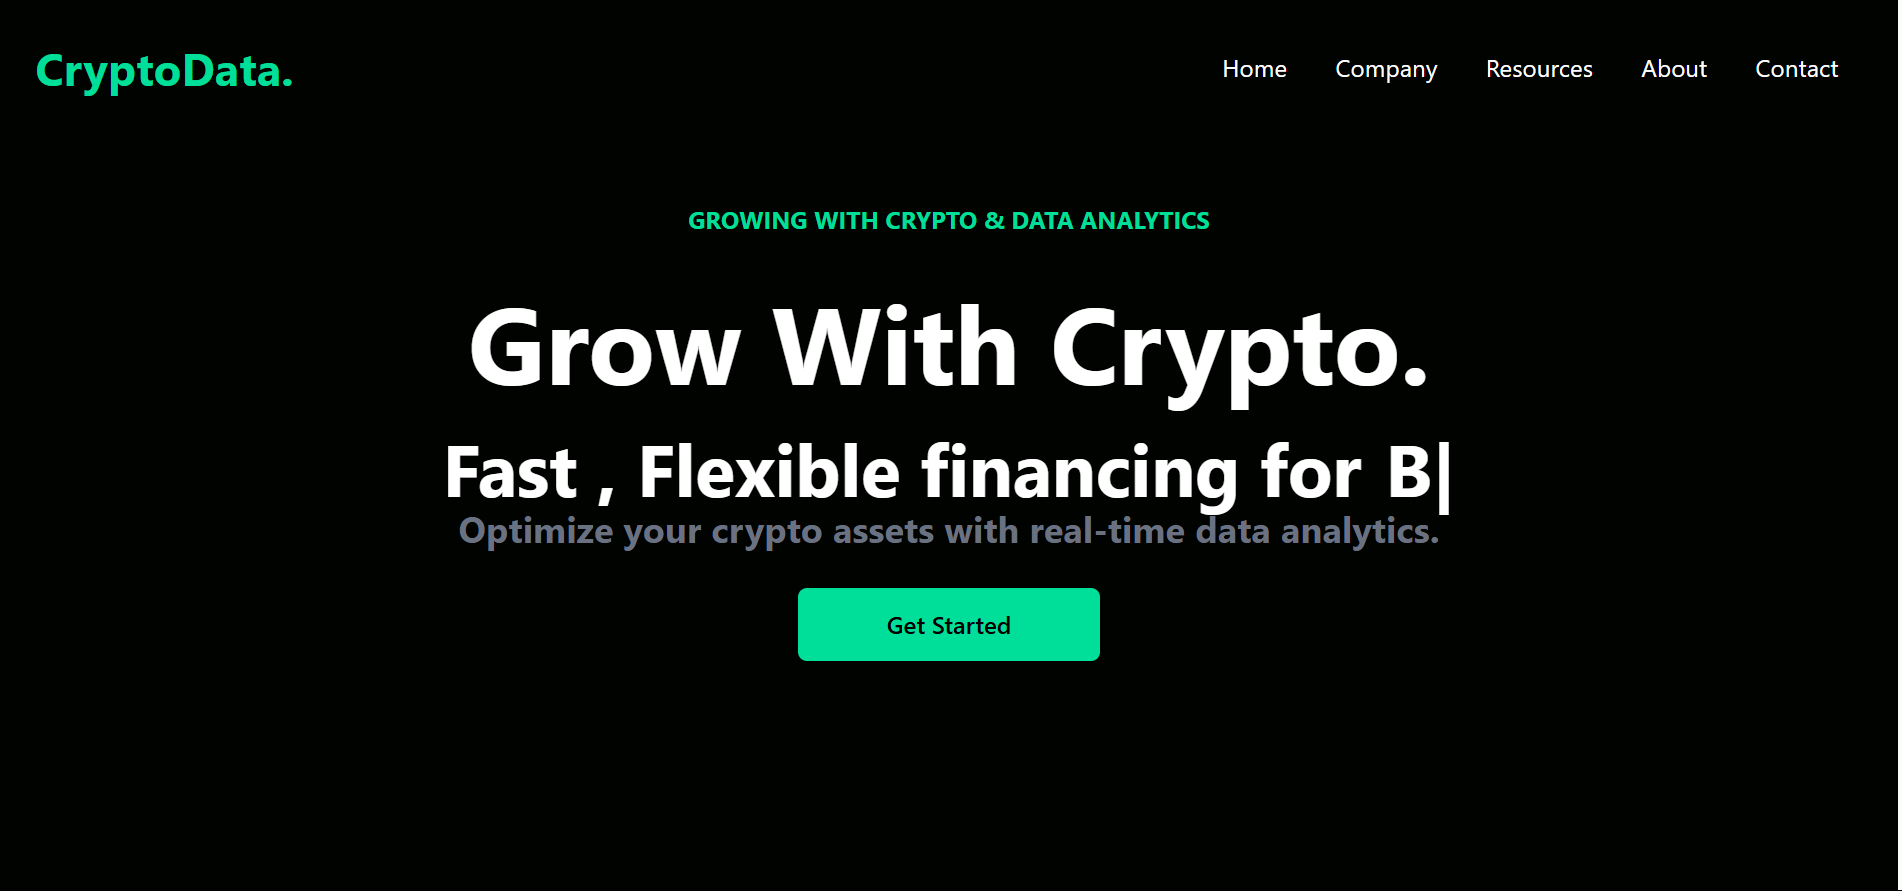 CryptoData.
Home Company Resources About Contact
GROWING WITH CRYPTO & DATA ANALYTICS
Grow With Crypto.
Fast , Flexible financing for B|
Optimize your crypto assets with real-time data analytics.
Get Started